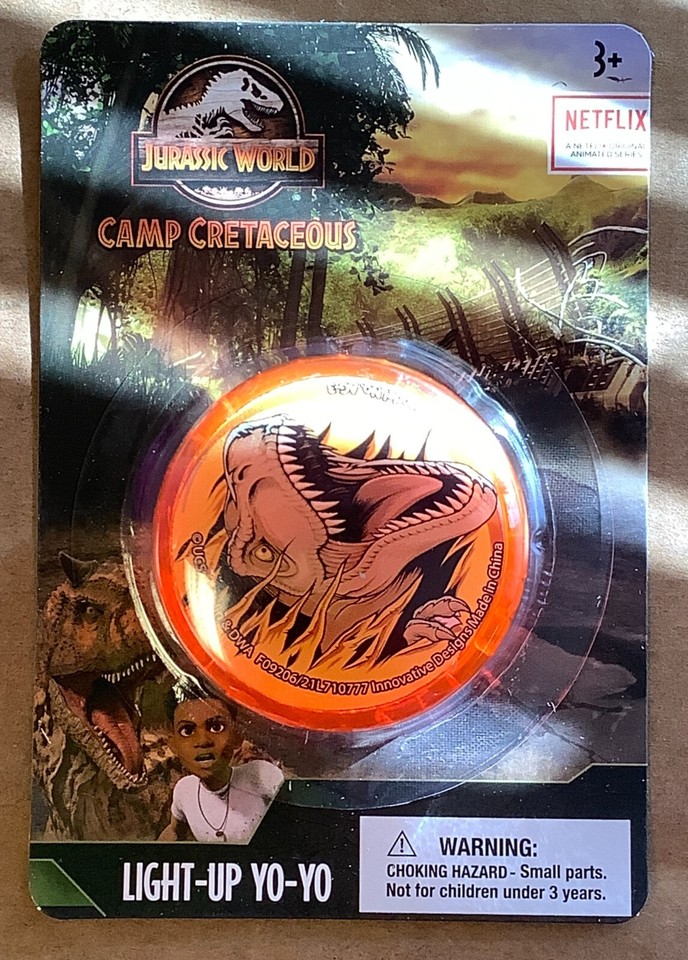 3+
NETFLIX
A NETFLIX ORIGINAL
ANIMATED SERIES
JURASSIC WORLD
CAMP CRETACEOUS
©UCS
& DWA F09206/21L710777 Innovative Designs Made in China
LIGHT-UP YO-YO
WARNING:
CHOKING HAZARD - Small parts.
Not for children under 3 years.